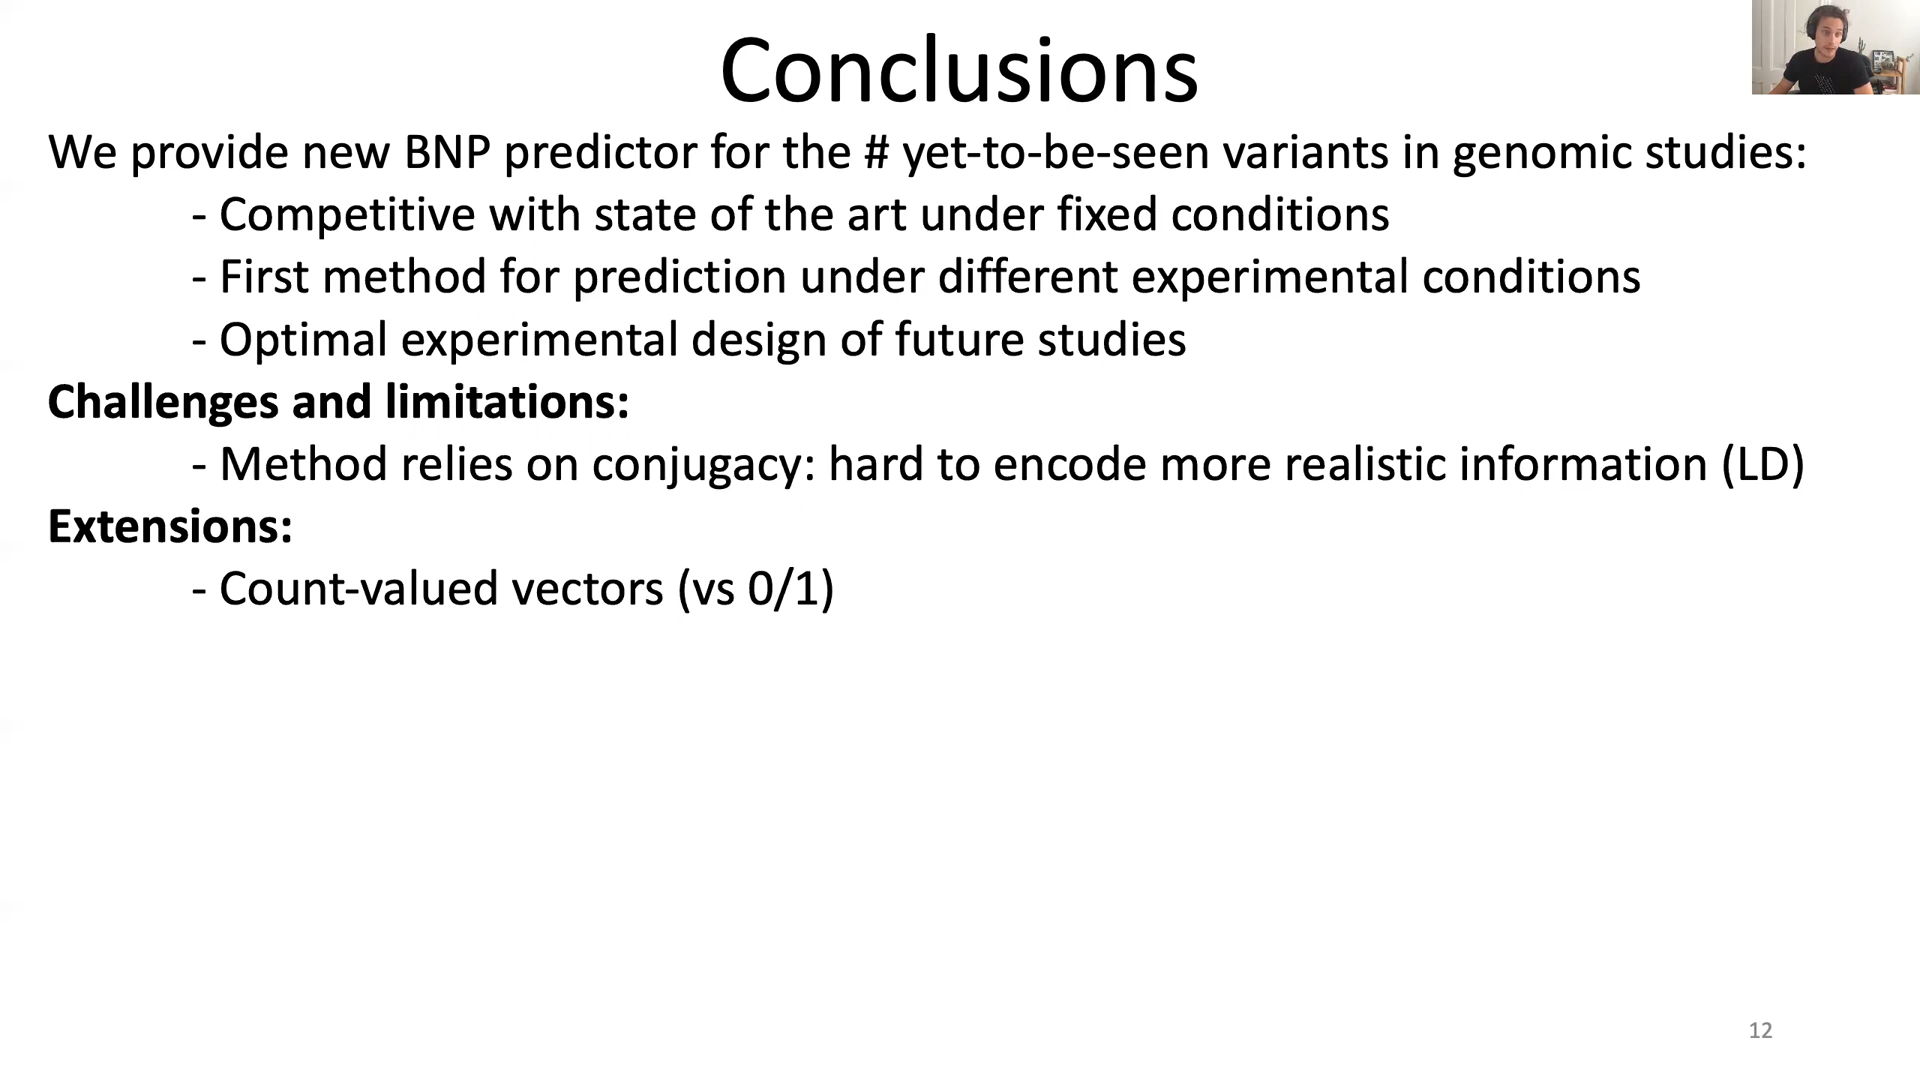 Conclusions
We provide new BNP predictor for the # yet-to-be-seen variants in genomic studies:
- Competitive with state of the art under fixed conditions
- First method for prediction under different experimental conditions
- Optimal experimental design of future studies
Challenges and limitations:
- Method relies on conjugacy: hard to encode more realistic information (LD)
Extensions:
- Count-valued vectors (vs 0/1)
12